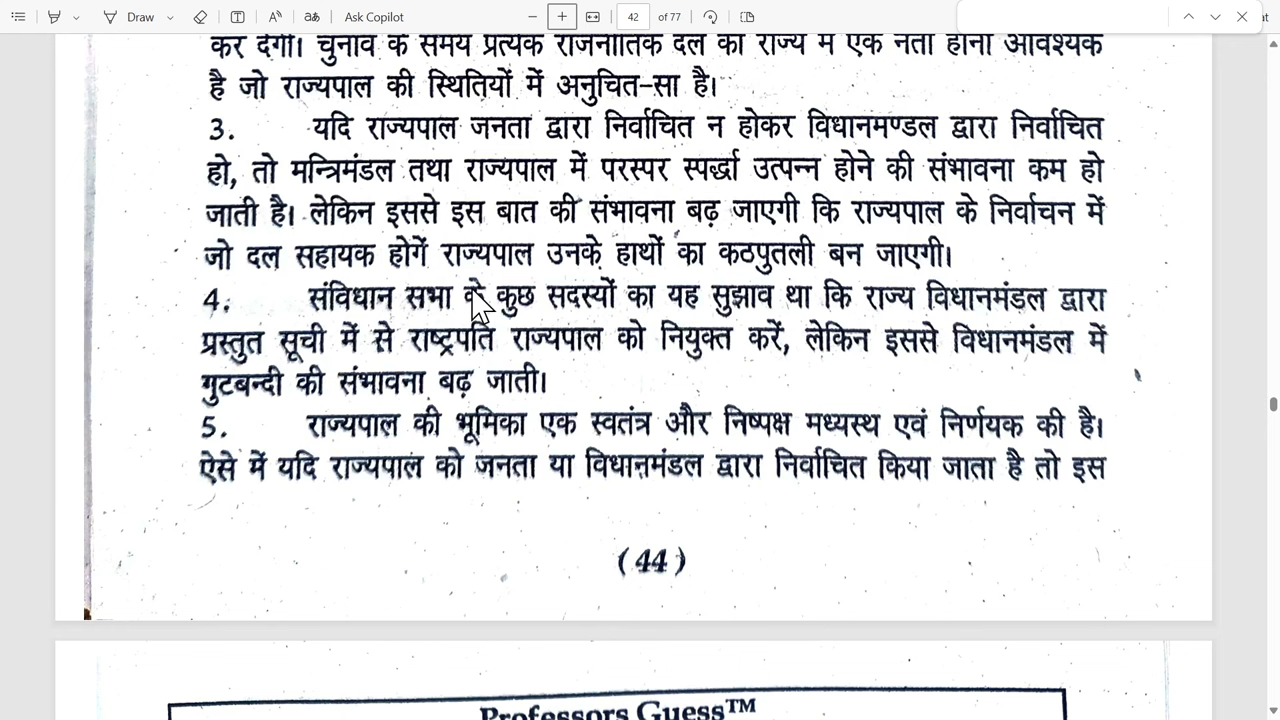 Draw
Ask Copilot
42 of 77
कर देगी। चुनाव के समय प्रत्येक राजनीतिक दल का राज्य में एक नेता होना आवश्यक
है जो राज्यपाल की स्थितियों में अनुचित-सा है।
3. यदि राज्यपाल जनता द्वारा निर्वाचित न होकर विधानमण्डल द्वारा निर्वाचित
हो, तो मन्त्रिमंडल तथा राज्यपाल में परस्पर स्पर्द्धा उत्पन्न होने की संभावना कम हो
जाती है। लेकिन इससे इस बात की संभावना बढ़ जाएगी कि राज्यपाल के निर्वाचन में
जो दल सहायक होगें राज्यपाल उनके हाथों का कठपुतली बन जाएगी।
4. संविधान सभा के कुछ सदस्यों का यह सुझाव था कि राज्य विधानमंडल द्वारा
प्रस्तुत सूची में से राष्ट्रपति राज्यपाल को नियुक्त करें, लेकिन इससे विधानमंडल में
गुटबन्दी की संभावना बढ़ जाती।
5. राज्यपाल की भूमिका एक स्वतंत्र और निष्पक्ष मध्यस्थ एवं निर्णयक की है।
ऐसे में यदि राज्यपाल को जनता या विधानमंडल द्वारा निर्वाचित किया जाता है तो इस
(44)
Professors Guess™